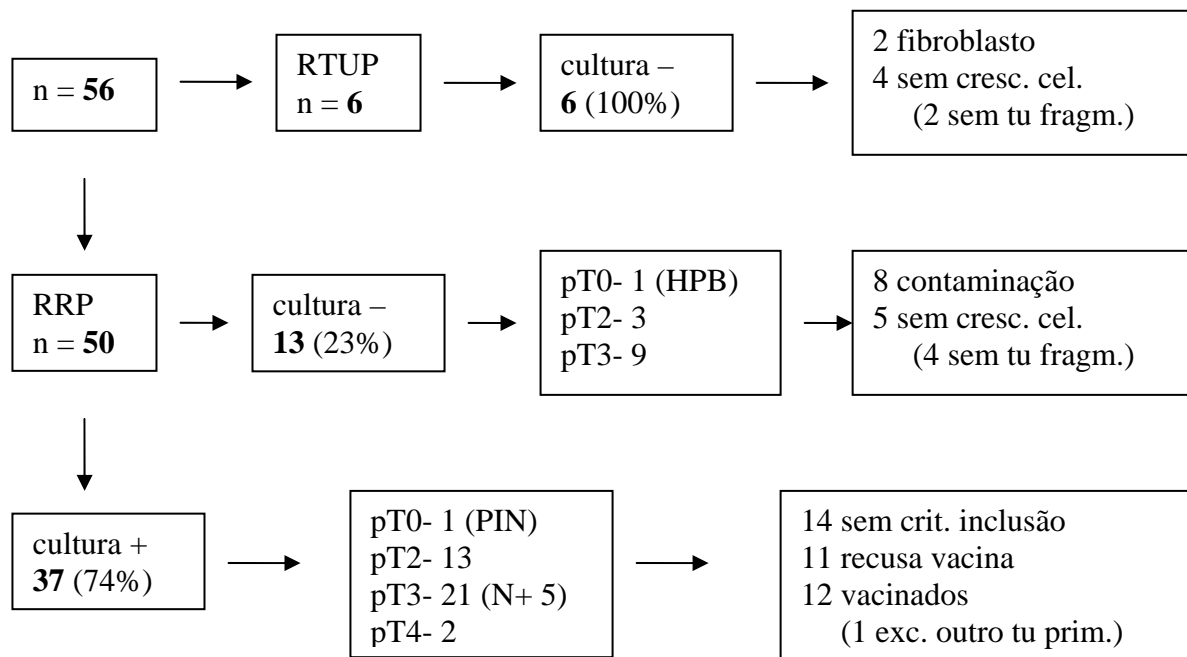 n = 56
RTUP
n = 6
cultura –
6 (100%)
2 fibroblasto
4 sem cresc. cel.
(2 sem tu fragm.)
RRP
n = 50
cultura –
13 (23%)
pT0- 1 (HPB)
pT2- 3
pT3- 9
8 contaminação
5 sem cresc. cel.
(4 sem tu fragm.)
cultura +
37 (74%)
pT0- 1 (PIN)
pT2- 13
pT3- 21 (N+ 5)
pT4- 2
14 sem crit. inclusão
11 recusa vacina
12 vacinados
(1 exc. outro tu prim.)